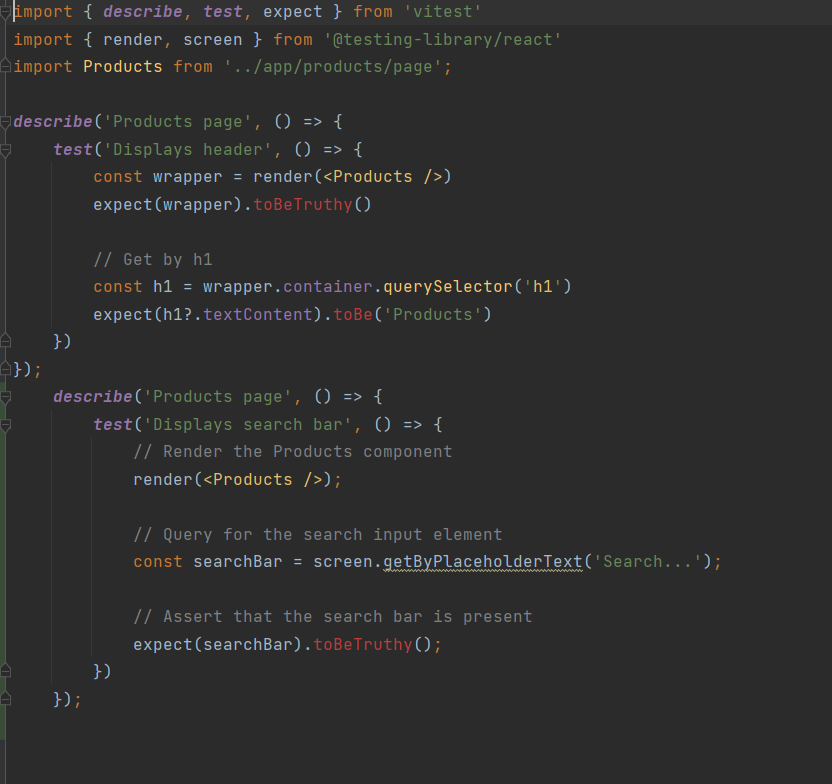 import { describe, test, expect } from 'vitest'
import { render, screen } from '@testing-library/react'
import Products from '../app/products/page';

describe('Products page', () => {
    test('Displays header', () => {
        const wrapper = render(<Products />)
        expect(wrapper).toBeTruthy()

        // Get by h1
        const h1 = wrapper.container.querySelector('h1')
        expect(h1?.textContent).toBe('Products')
    })
});
    describe('Products page', () => {
        test('Displays search bar', () => {
            // Render the Products component
            render(<Products />);

            // Query for the search input element
            const searchBar = screen.getByPlaceholderText('Search...');

            // Assert that the search bar is present
            expect(searchBar).toBeTruthy();
        })
    });